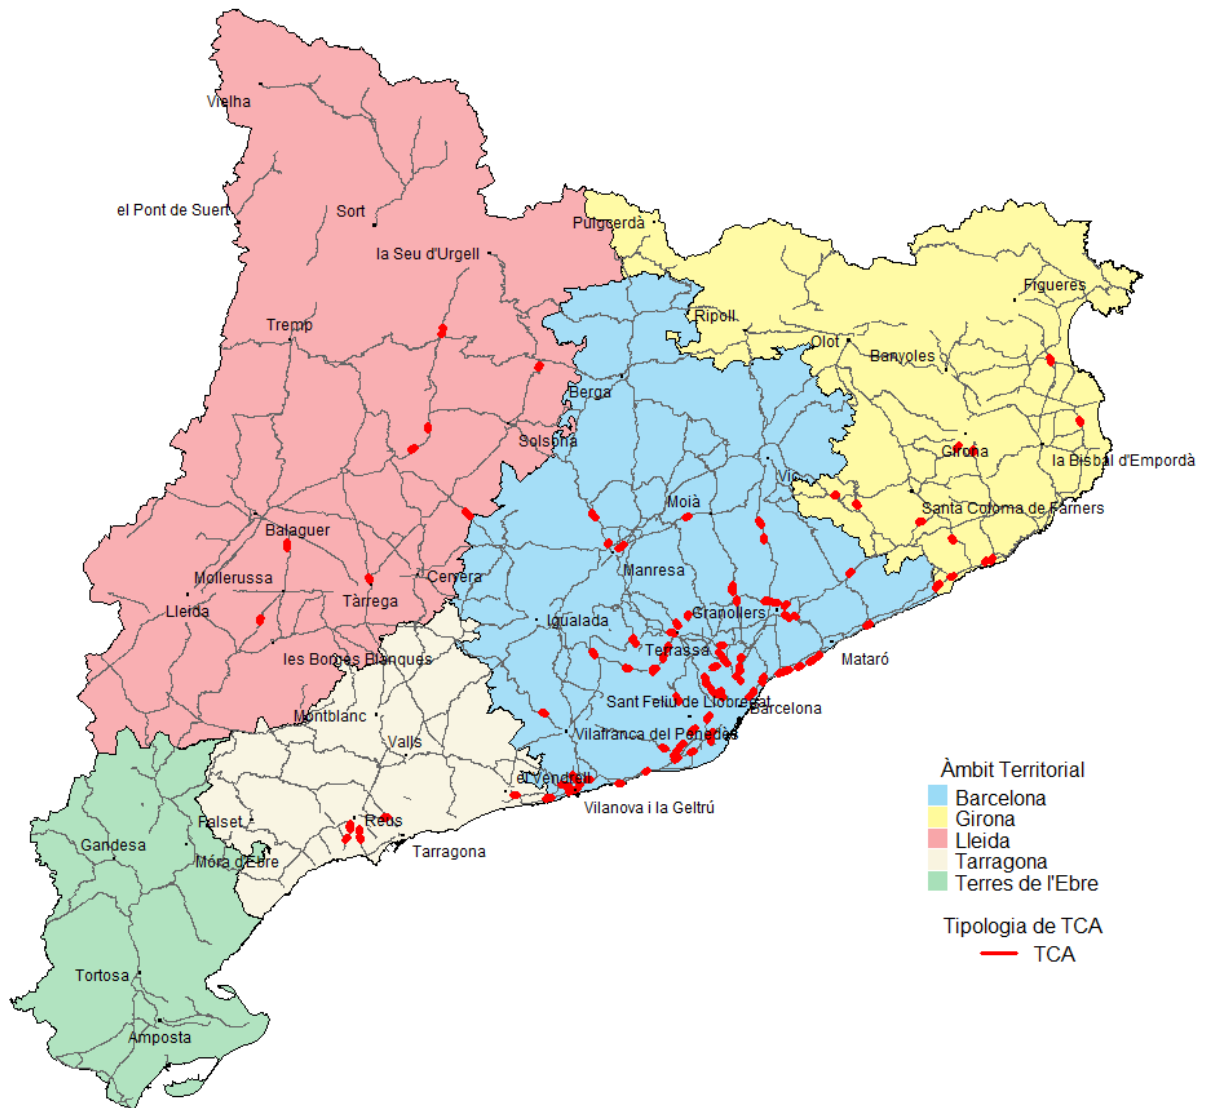 Vielha
el Pont de Suert
Sort
Puigcerdà
la Seu d'Urgell
Figueres
Tremp
Ripoll
Olot
Banyoles
Berga
Solsona
Girona
la Bisbal d'Empordà
Vic
Moià
Santa Coloma de Farners
Balaguer
Manresa
Mollerussa
Cervera
Tàrrega
Lleida
Igualada
Granollers
Terrassa
les Borges Blanques
Mataró
Sant Feliu de Llobregat
Barcelona
Montblanc
Vilafranca del Penedès
Valls
el Vendrell
Vilanova i la Geltrú
Falset
Reus
Gandesa
Móra d'Ebre
Tarragona
Tortosa
Amposta
Àmbit Territorial
Barcelona
Girona
Lleida
Tarragona
Terres de l'Ebre
Tipologia de TCA
TCA